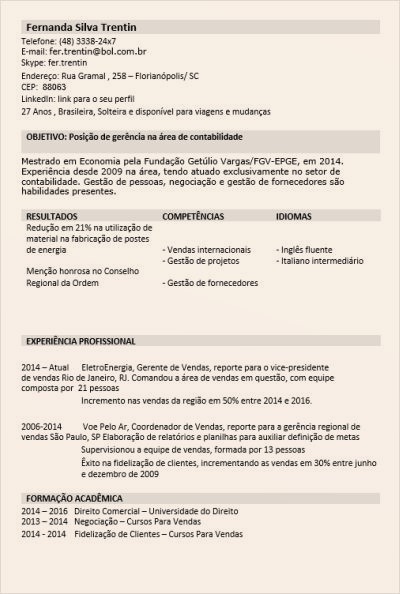 Fernanda Silva Trentin
Telefone: (48) 3338-24x7
E-mail: fer.trentin@bol.com.br
Skype: fer.trentin
Endereço: Rua Gramal , 258 – Florianópolis/ SC
CEP: 88063
LinkedIn: link para o seu perfil
27 Anos , Brasileira, Solteira e disponível para viagens e mudanças
OBJETIVO: Posição de gerência na área de contabilidade
Mestrado em Economia pela Fundação Getúlio Vargas/FGV-EPGE, em 2014.
Experiência desde 2009 na área, tendo atuado exclusivamente no setor de
contabilidade. Gestão de pessoas, negociação e gestão de fornecedores são
habilidades presentes.
RESULTADOS COMPETÊNCIAS IDIOMAS
Redução em 21% na utilização de
material na fabricação de postes
de energia - Vendas internacionais - Inglês fluente
- Gestão de projetos - Italiano intermediário
Menção honrosa no Conselho
Regional da Ordem - Gestão de fornecedores
EXPERIÊNCIA PROFISSIONAL
2014 – Atual EletroEnergia, Gerente de Vendas, reporte para o vice-presidente
de vendas Rio de Janeiro, RJ. Comandou a área de vendas em questão, com equipe
composta por 21 pessoas
Incremento nas vendas da região em 50% entre 2014 e 2016.
2006-2014 Voe Pelo Ar, Coordenador de Vendas, reporte para a gerência regional de
vendas São Paulo, SP Elaboração de relatórios e planilhas para auxiliar definição de metas
Supervisionou a equipe de vendas, formada por 13 pessoas
Êxito na fidelização de clientes, incrementando as vendas em 30% entre junho
e dezembro de 2009
FORMAÇÃO ACADÊMICA
2014 – 2016 Direito Comercial – Universidade do Direito
2013 – 2014 Negociação – Cursos Para Vendas
2014 - 2014 Fidelização de Clientes – Cursos Para Vendas